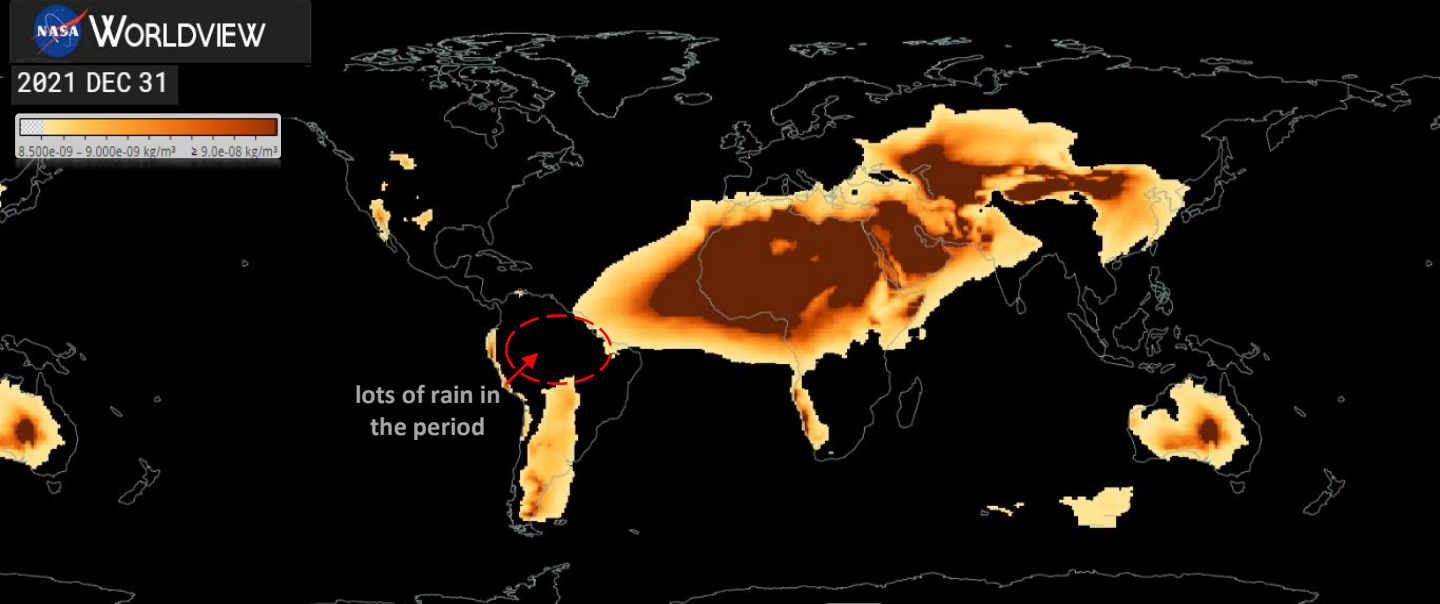 NASA WORLDVIEW
2021 DEC 31
8.500e-09 – 9.000e-09 kg/m³ ≥ 9.0e-08 kg/m³
lots of rain in
the period